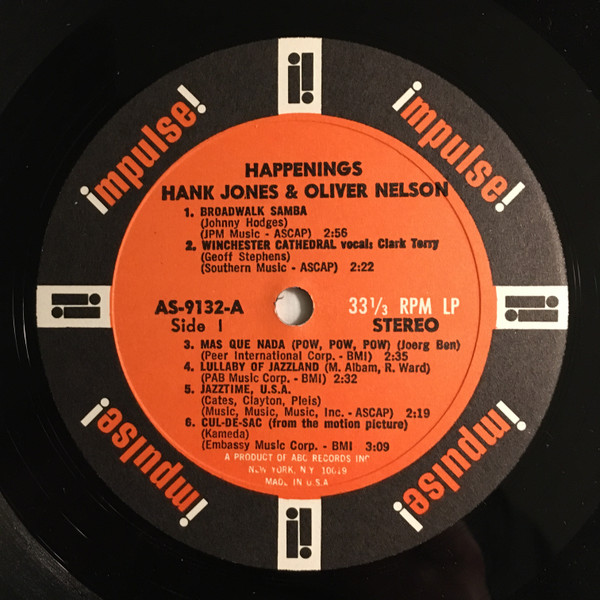 impulse!
impulse!
HAPPENINGS
HANK JONES & OLIVER NELSON
1. BROADWALK SAMBA
(Johnny Hodges)
(JPM Music - ASCAP) 2:56
2. WINCHESTER CATHEDRAL vocal: Clark Terry
(Geoff Stephens)
(Southern Music - ASCAP) 2:22
AS-9132-A
Side I
33 1/3 RPM LP
STEREO
3. MAS QUE NADA (POW, POW, POW) (Joerg Ben)
(Peer International Corp. - BMI) 2:35
4. LULLABY OF JAZZLAND (M. Albam, R. Ward)
(PAB Music Corp. - BMI) 2:32
5. JAZZTIME, U.S.A.
(Cates, Clayton, Pleis)
(Music, Music, Music, Inc. - ASCAP) 2:19
6. CUL-DE-SAC (from the motion picture)
(Kameda)
(Embassy Music Corp. - BMI 3:09
A PRODUCT OF ABC RECORDS INC
NEW YORK, N.Y 10019
MADE IN U.S.A
impulse!
impulse!